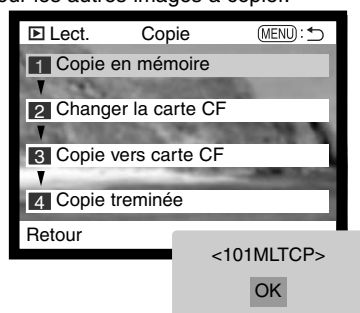 our les autres images à copier.
Lect. Copie MENU :
1 Copie en mémoire
2 Changer la carte CF
3 Copie vers carte CF
4 Copie treminée
Retour
<101MLTCP>
OK